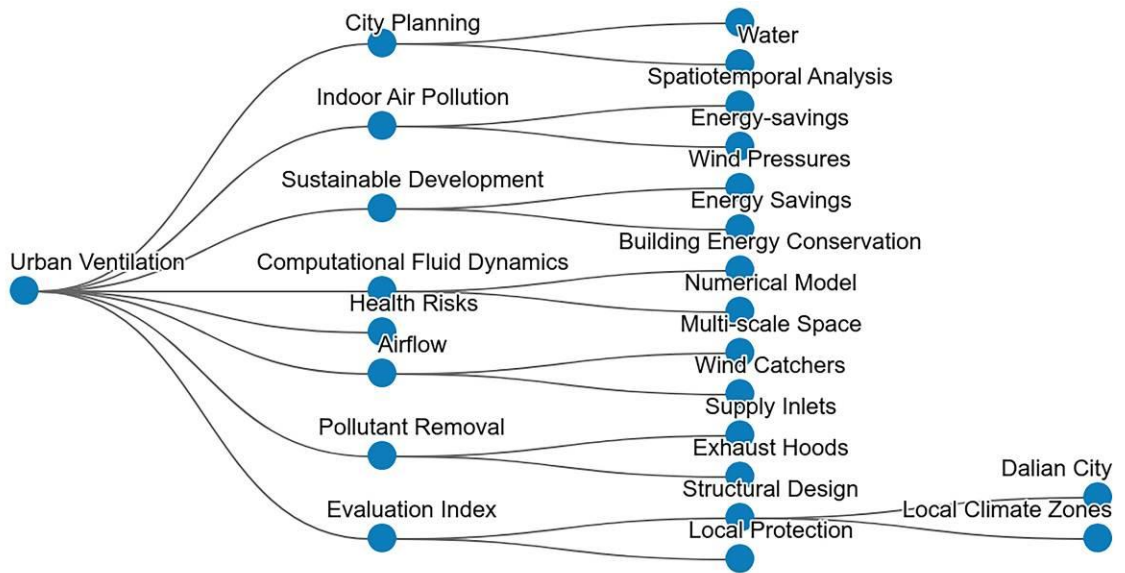 City Planning
Water
Spatiotemporal Analysis
Indoor Air Pollution
Energy-savings
Wind Pressures
Sustainable Development
Energy Savings
Building Energy Conservation
Urban Ventilation
Computational Fluid Dynamics
Numerical Model
Health Risks
Multi-scale Space
Airflow
Wind Catchers
Supply Inlets
Pollutant Removal
Exhaust Hoods
Structural Design
Dalian City
Evaluation Index
Local Climate Zones
Local Protection